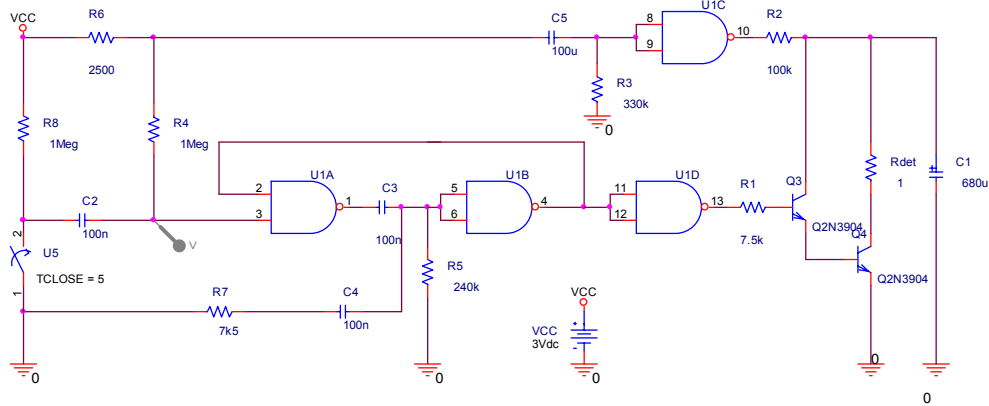 VCC
R6
2500
C5
100u
U1C
8
9
10
R2
100k
R3
330k
0
R8
1Meg
R4
1Meg
C2
100n
V
2
U5
1
TCLOSE = 5
U1A
2
3
1
C3
100n
U1B
5
6
4
U1D
11
12
13
R1
7.5k
Q3
Q2N3904
Q4
Q2N3904
Rdet
1
C1
680u
R5
240k
R7
7k5
C4
100n
VCC
VCC
3Vdc
+
-
0
0
0
0
0